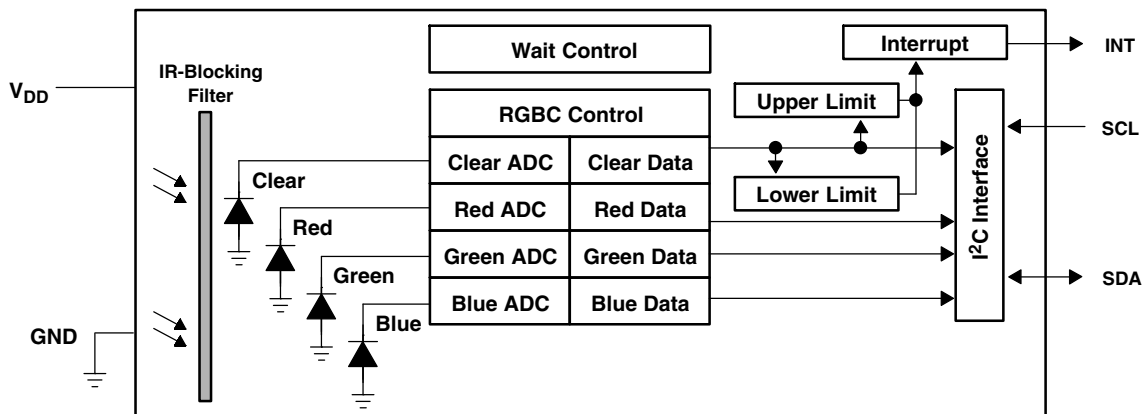 Wait Control
Interrupt
INT
IR-Blocking
Filter
VDD
Upper Limit
RGBC Control
SCL
Clear ADC
Clear Data
Clear
Lower Limit
Red ADC
Red Data
Red
I²C Interface
Green ADC
Green Data
Green
SDA
Blue ADC
Blue Data
Blue
GND